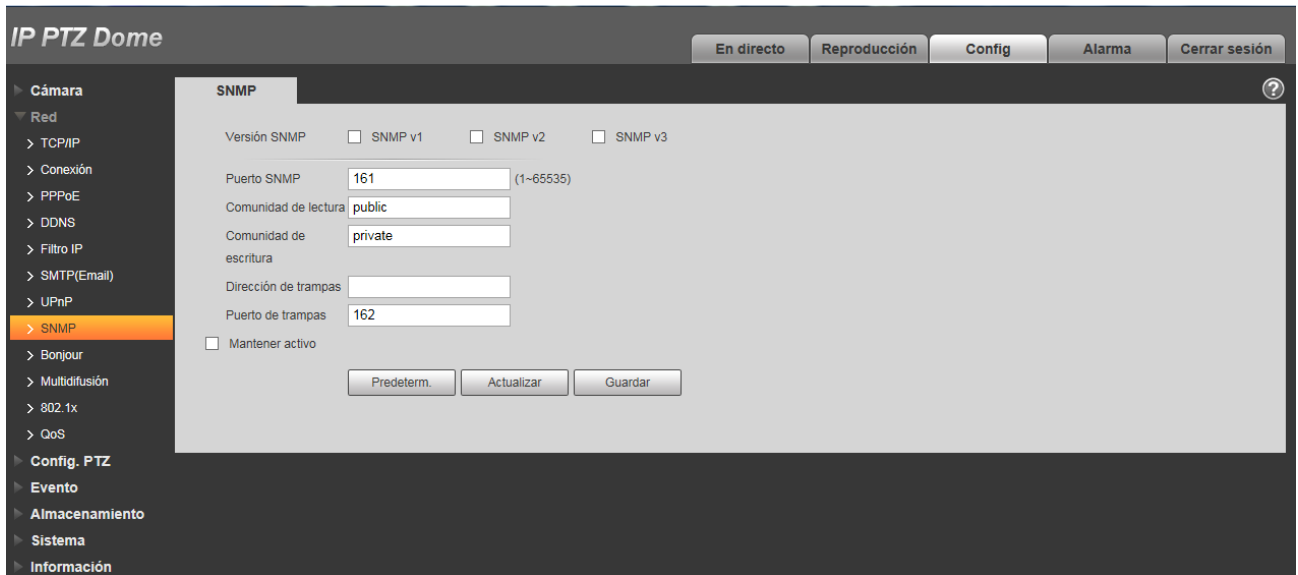 IP PTZ Dome
En directo
Reproducción
Config
Alarma
Cerrar sesión
Cámara
Red
TCP/IP
Conexión
PPPoE
DDNS
Filtro IP
SMTP(Email)
UPnP
SNMP
Bonjour
Multidifusión
802.1x
QoS
Config. PTZ
Evento
Almacenamiento
Sistema
Información
SNMP
?
Versión SNMP SNMP v1 SNMP v2 SNMP v3
Puerto SNMP 161 (1~65535)
Comunidad de lectura public
Comunidad de private
escritura
Dirección de trampas
Puerto de trampas 162
Mantener activo
Predeterm. Actualizar Guardar